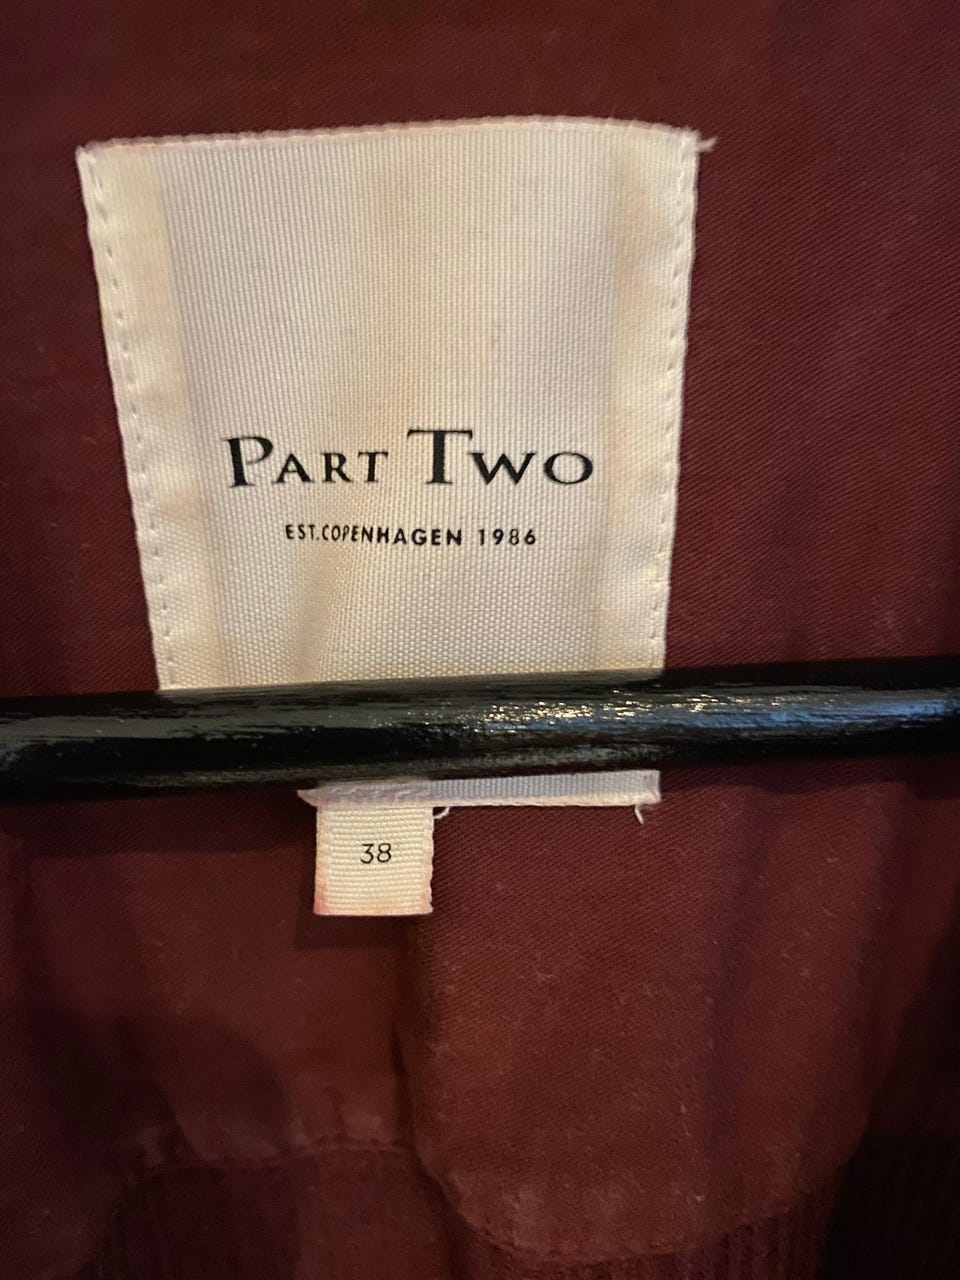 PART TWO
EST.COPENHAGEN 1986
38